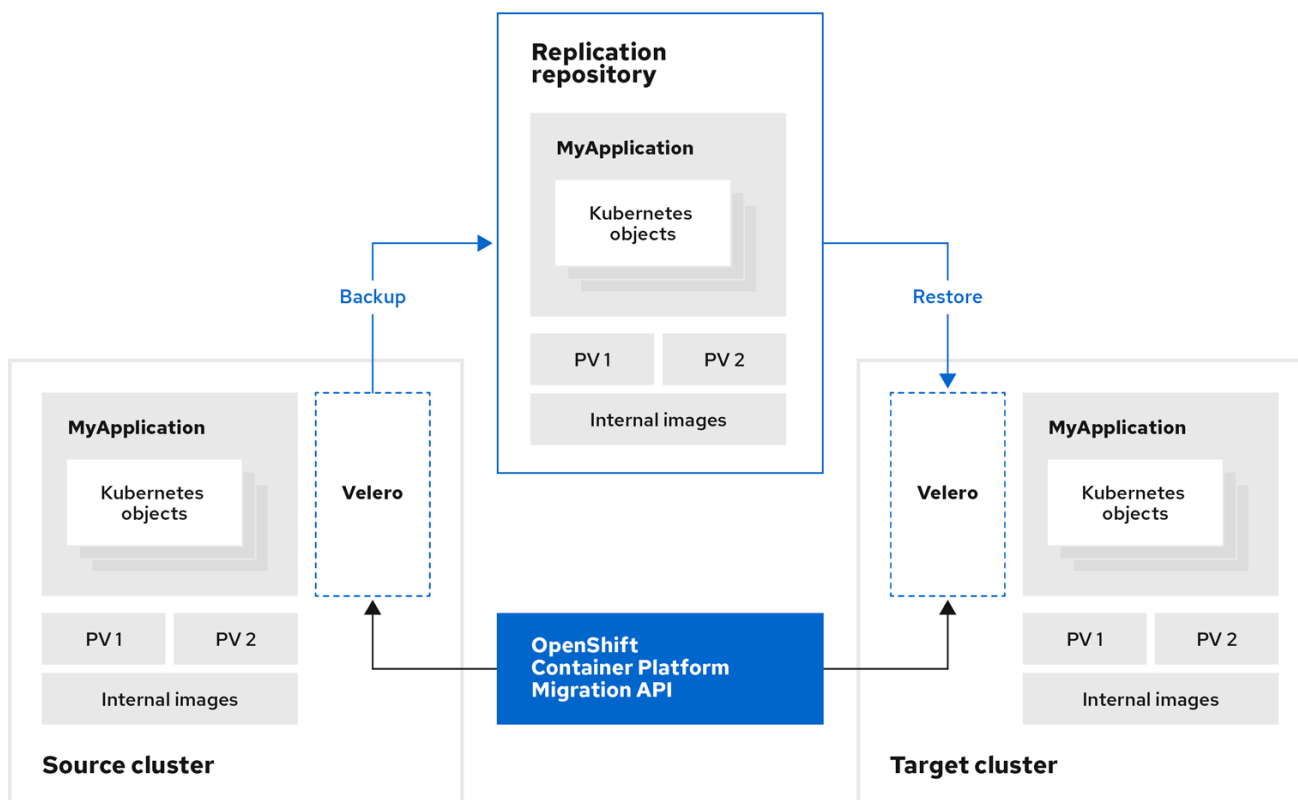 Replication
repository
MyApplication
Kubernetes
objects
PV 1
PV 2
Internal images
Backup
Restore
MyApplication
Kubernetes
objects
PV 1
PV 2
Internal images
Velero
Source cluster
OpenShift
Container Platform
Migration API
Velero
MyApplication
Kubernetes
objects
PV 1
PV 2
Internal images
Target cluster